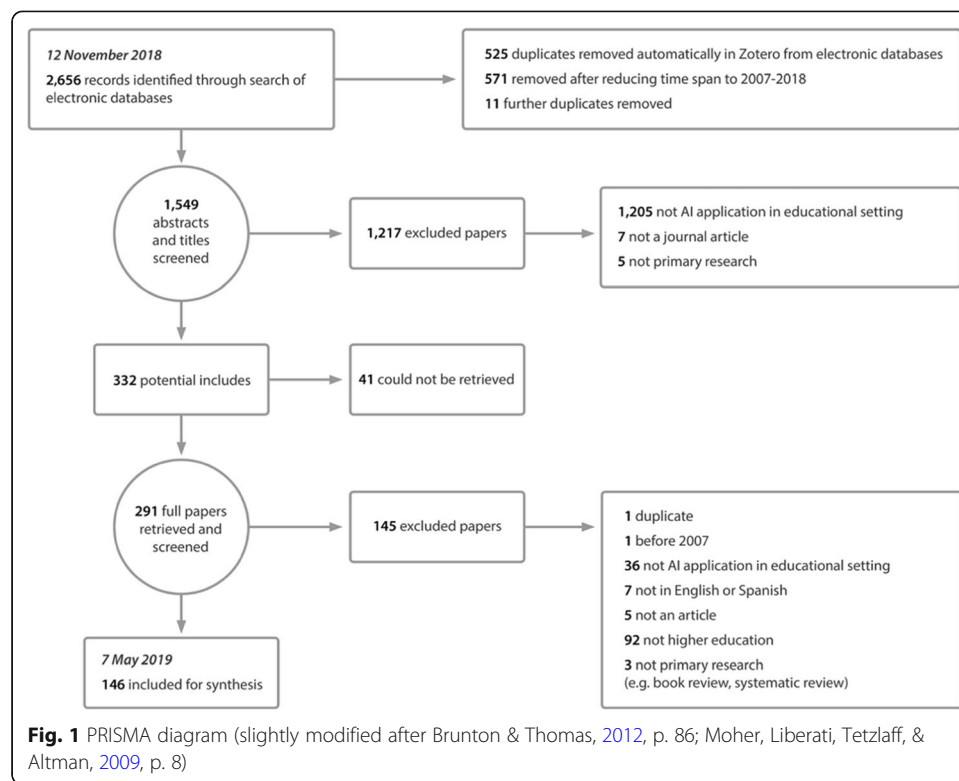 12 November 2018
2,656 records identified through search of
electronic databases
525 duplicates removed automatically in Zotero from electronic databases
571 removed after reducing time span to 2007-2018
11 further duplicates removed
1,549
abstracts
and titles
screened
1,217 excluded papers
1,205 not AI application in educational setting
7 not a journal article
5 not primary research
332 potential includes
41 could not be retrieved
291 full papers
retrieved and
screened
145 excluded papers
1 duplicate
1 before 2007
36 not AI application in educational setting
7 not in English or Spanish
5 not an article
92 not higher education
3 not primary research
(e.g. book review, systematic review)
7 May 2019
146 included for synthesis
Fig. 1 PRISMA diagram (slightly modified after Brunton & Thomas, 2012, p. 86; Moher, Liberati, Tetzlaff, &
Altman, 2009, p. 8)